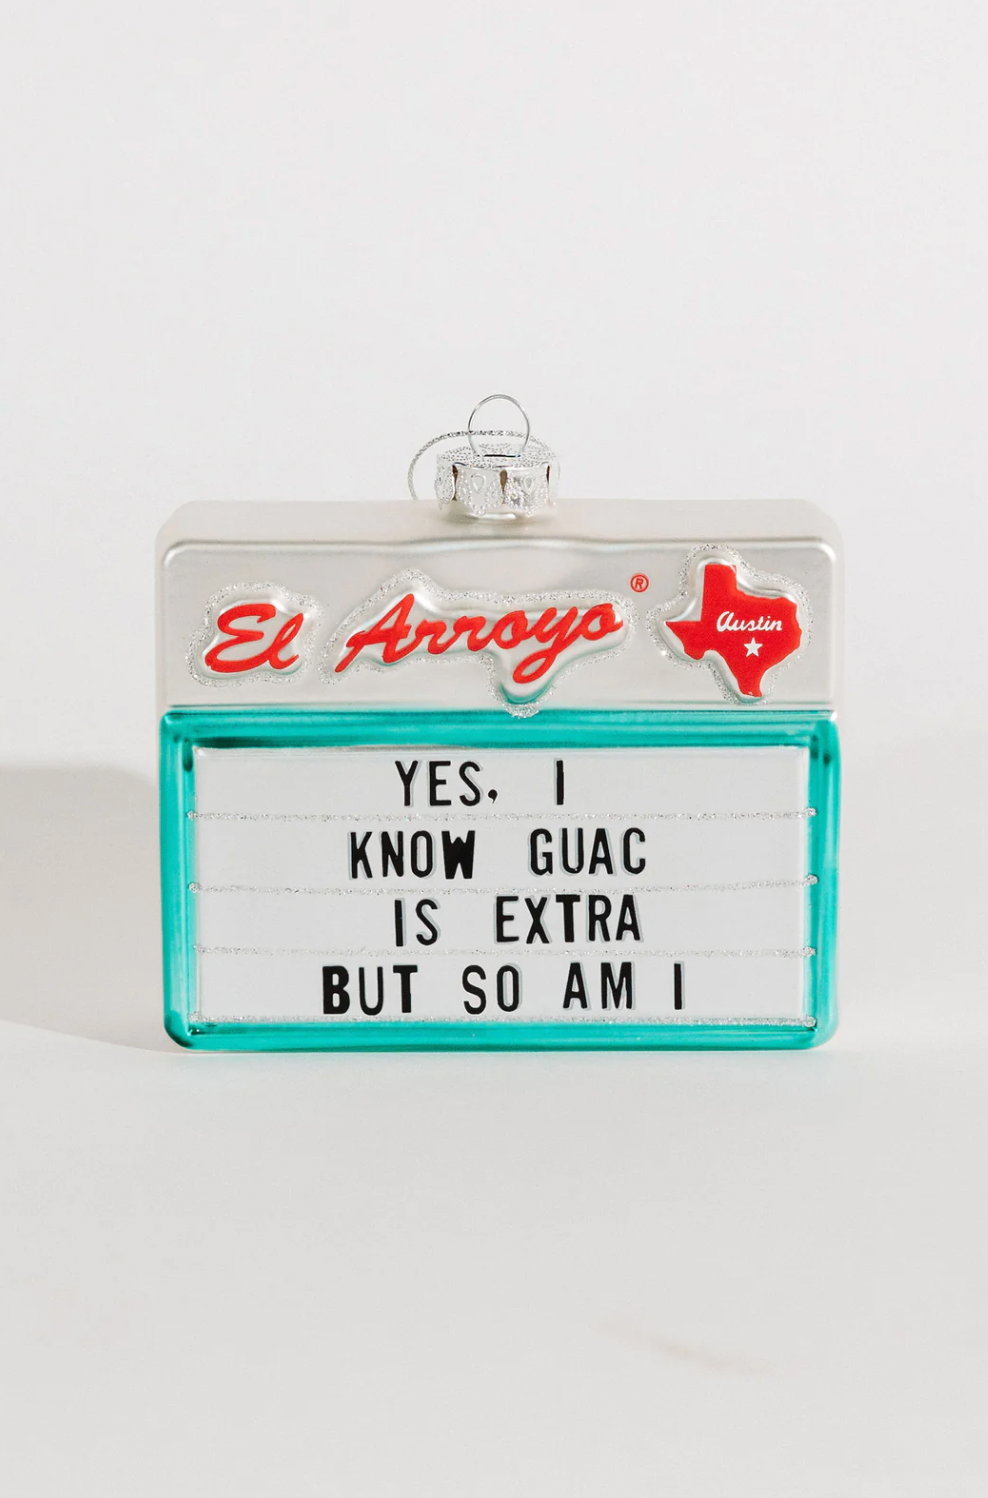 El Arroyo®
Austin
YES, I
KNOW GUAC
IS EXTRA
BUT SO AM I